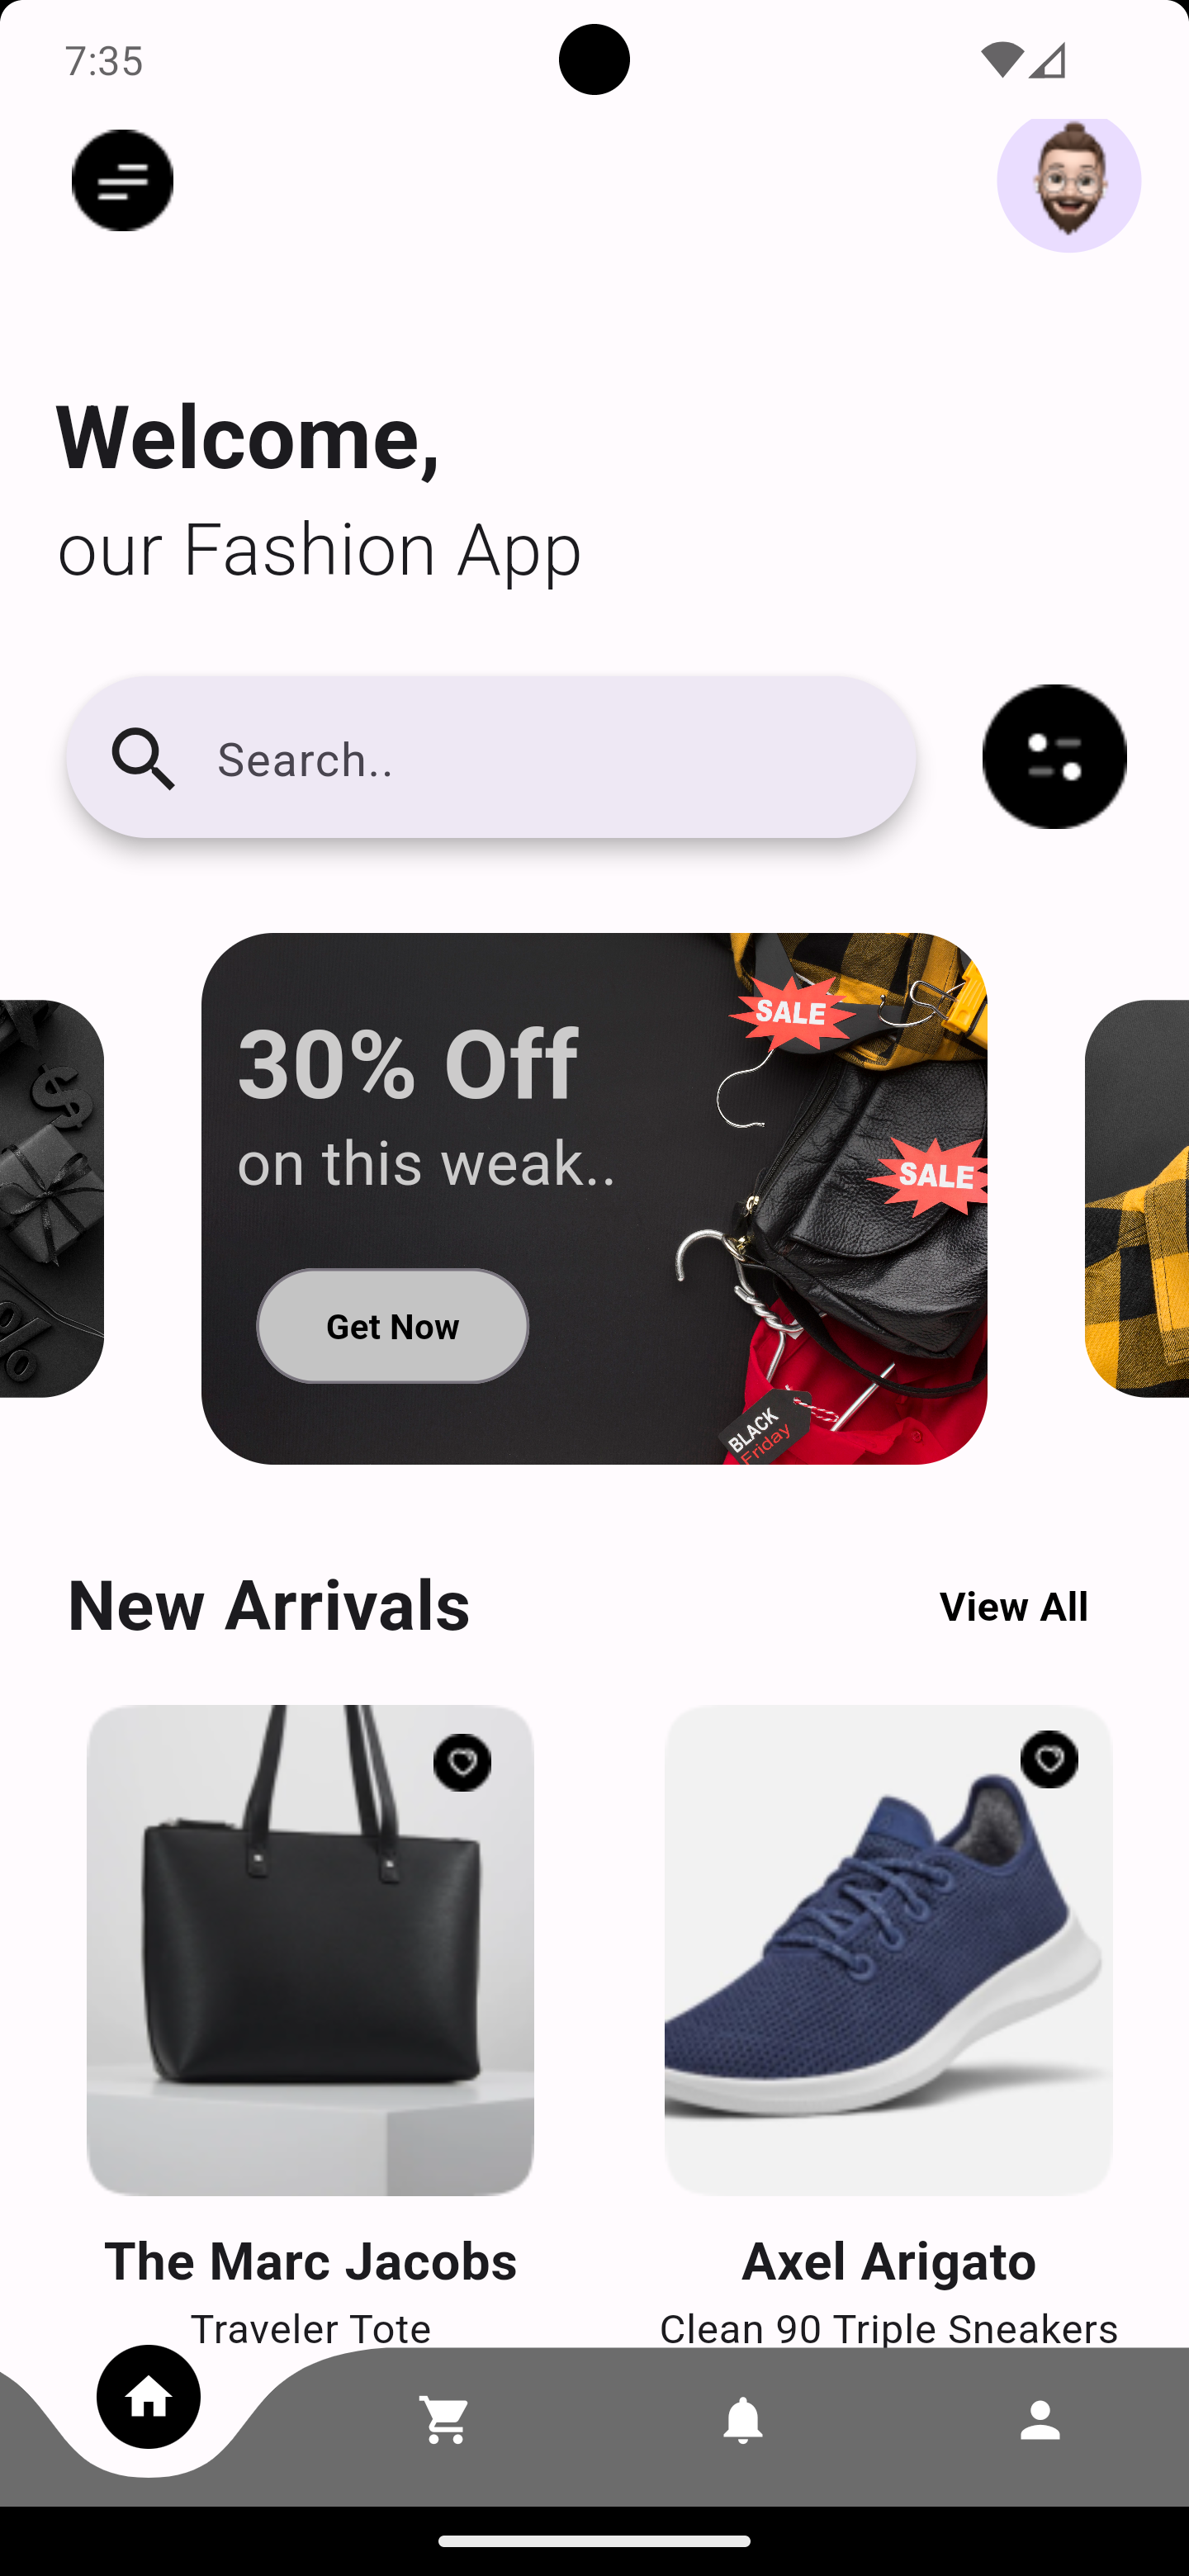 7:35
Welcome,
our Fashion App
Search..
30% Off
on this weak..
Get Now
SALE
SALE
BLACK
Friday
$
%
New Arrivals
View All
The Marc Jacobs
Traveler Tote
Axel Arigato
Clean 90 Triple Sneakers